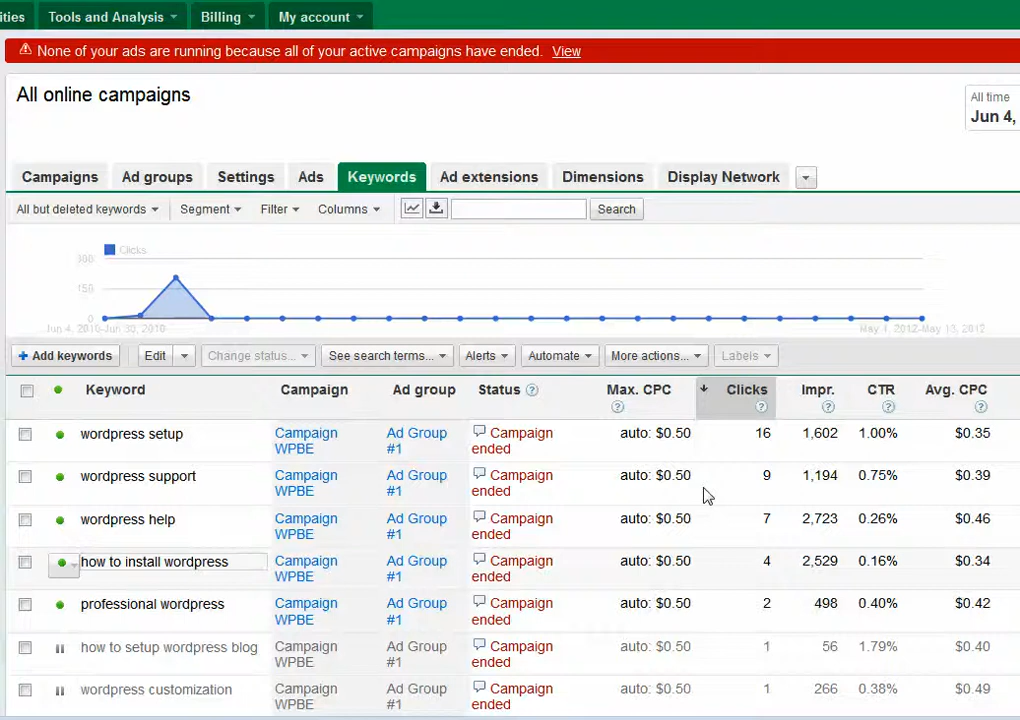 ities Tools and Analysis Billing My account
None of your ads are running because all of your active campaigns have ended. View
All online campaigns
All time
Jun 4,
Campaigns Ad groups Settings Ads Keywords Ad extensions Dimensions Display Network
All but deleted keywords Segment Filter Columns Search
Clicks
300
150
0
Jun 4, 2010-Jun 30, 2010 May 1, 2012-May 13, 2012
+ Add keywords Edit Change status... See search terms... Alerts Automate More actions... Labels
Keyword Campaign Ad group Status ? Max. CPC ? Clicks ? Impr. ? CTR ? Avg. CPC ?
wordpress setup Campaign WPBE Ad Group #1 Campaign ended auto: $0.50 16 1,602 1.00% $0.35
wordpress support Campaign WPBE Ad Group #1 Campaign ended auto: $0.50 9 1,194 0.75% $0.39
wordpress help Campaign WPBE Ad Group #1 Campaign ended auto: $0.50 7 2,723 0.26% $0.46
how to install wordpress Campaign WPBE Ad Group #1 Campaign ended auto: $0.50 4 2,529 0.16% $0.34
professional wordpress Campaign WPBE Ad Group #1 Campaign ended auto: $0.50 2 498 0.40% $0.42
how to setup wordpress blog Campaign WPBE Ad Group #1 Campaign ended auto: $0.50 1 56 1.79% $0.40
wordpress customization Campaign WPBE Ad Group #1 Campaign ended auto: $0.50 1 266 0.38% $0.49